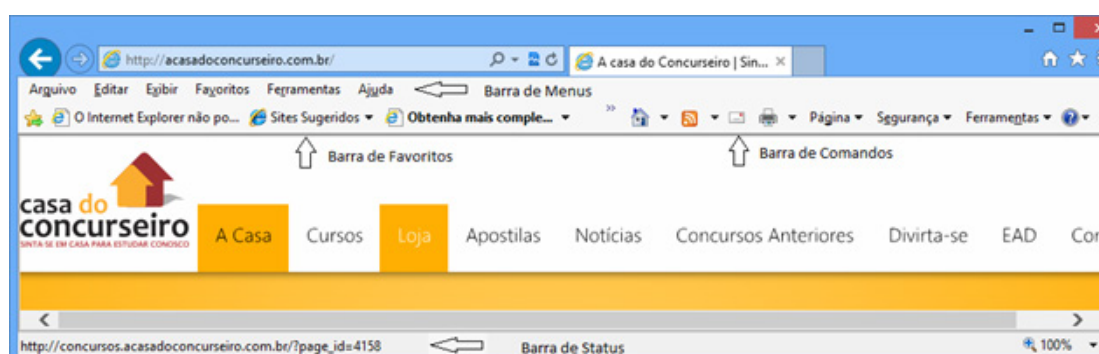 http://acasadoconcurseiro.com.br/ A casa do Concurseiro | Sin...
Arquivo Editar Exibir Favoritos Ferramentas Ajuda Barra de Menus
O Internet Explorer não po... Sites Sugeridos Obtenha mais comple... Página Segurança Ferramentas
Barra de Favoritos Barra de Comandos
casa do
concurseiro
SINTA-SE EM CASA PARA ESTUDAR CONOSCO
A Casa Cursos Loja Apostilas Notícias Concursos Anteriores Divirta-se EAD Con
http://concursos.acasadoconcurseiro.com.br/?page_id=4158 Barra de Status 100%